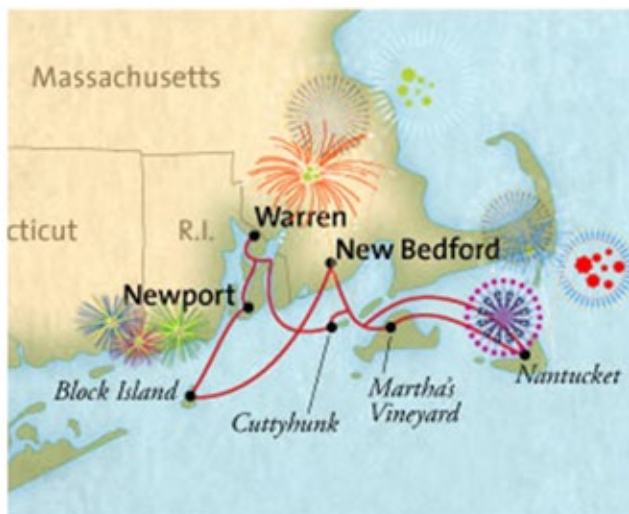 Massachusetts
Warren
cticut
R.I.
New Bedford
Newport
Block Island
Cuttyhunk
Martha's
Vineyard
Nantucket